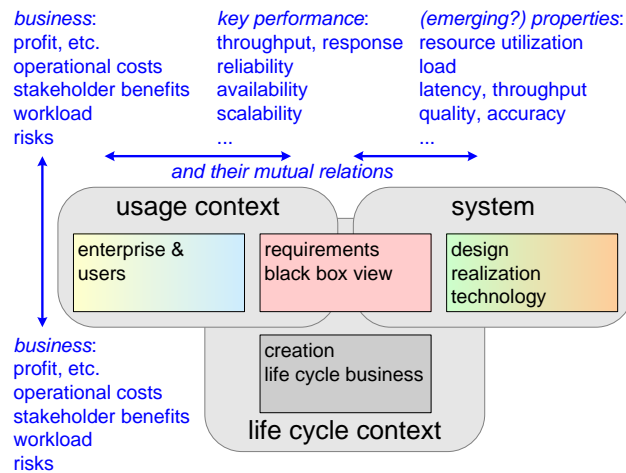 business:
profit, etc.
operational costs
stakeholder benefits
workload
risks
key performance:
throughput, response
reliability
availability
scalability
...
(emerging?) properties:
resource utilization
load
latency, throughput
quality, accuracy
...
and their mutual relations
usage context
system
enterprise &
users
requirements
black box view
design
realization
technology
creation
life cycle business
life cycle context
business:
profit, etc.
operational costs
stakeholder benefits
workload
risks